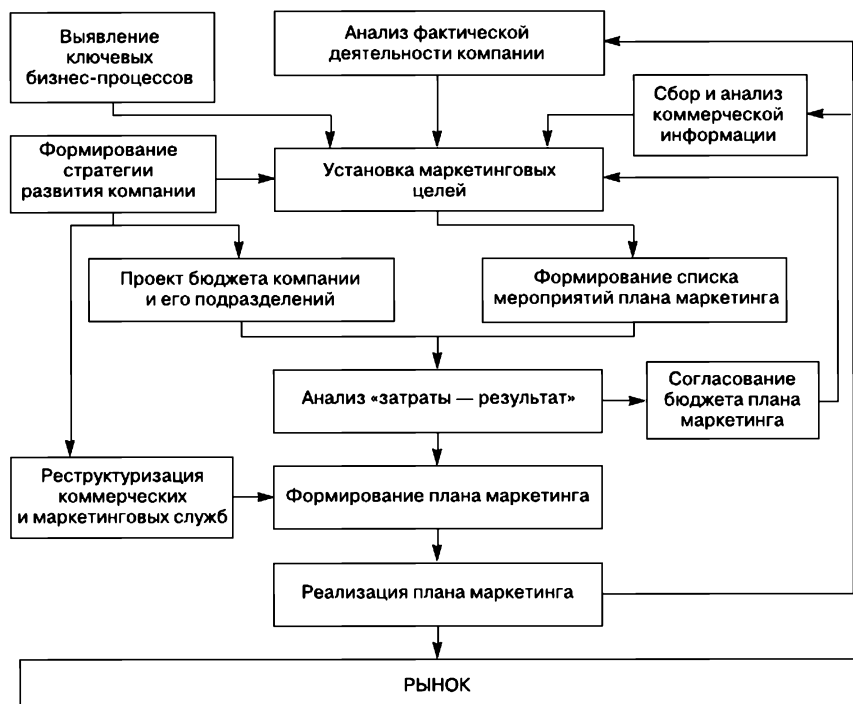 Выявление
ключевых
бизнес-процессов
Анализ фактической
деятельности компании
Сбор и анализ
коммерческой
информации
Формирование
стратегии
развития компании
Установка маркетинговых
целей
Проект бюджета компании
и его подразделений
Формирование списка
мероприятий плана маркетинга
Анализ «затраты — результат»
Согласование
бюджета плана
маркетинга
Реструктуризация
коммерческих
и маркетинговых служб
Формирование плана маркетинга
Реализация плана маркетинга
РЫНОК